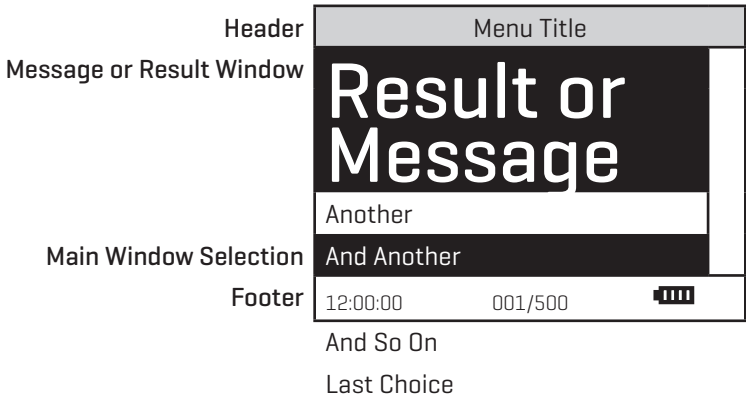 Header
Menu Title
Message or Result Window
Result or
Message
Another
Main Window Selection
And Another
Footer
12:00:00 001/500
And So On
Last Choice